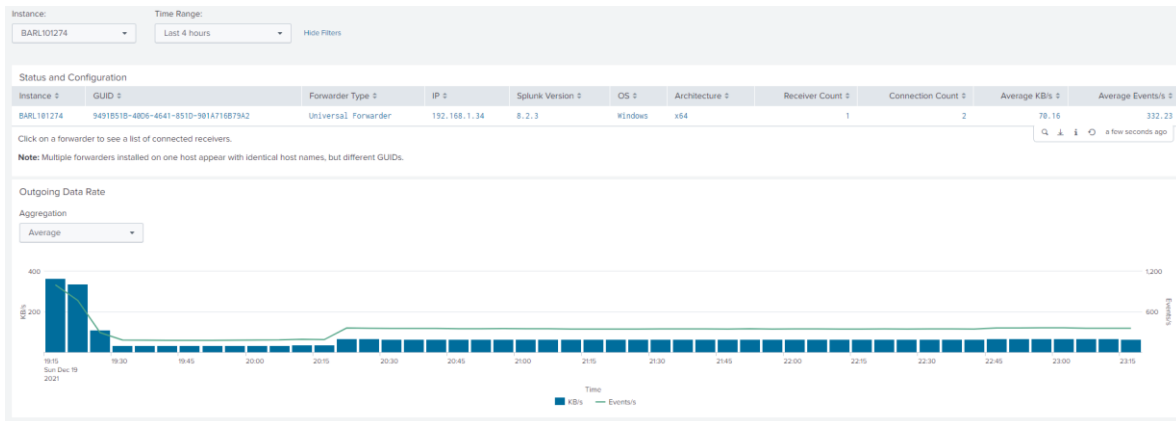 Instance: Time Range:
BARL101274 Last 4 hours Hide Filters
Status and Configuration
Instance GUID Forwarder Type IP Splunk Version OS Architecture Receiver Count Connection Count Average KB/s Average Events/s
BARL101274 9491B51B-40D6-4641-851D-901A716B79A2 Universal Forwarder 192.168.1.34 8.2.3 Windows x64 1 2 70.16 332.23
a few seconds ago
Click on a forwarder to see a list of connected receivers.
Note: Multiple forwarders installed on one host appear with identical host names, but different GUIDs.
Outgoing Data Rate
Aggregation
Average
400 1,200
KB/s 200 600 Events/s
19:15 19:30 19:45 20:00 20:15 20:30 20:45 21:00 21:15 21:30 21:45 22:00 22:15 22:30 22:45 23:00 23:15
Sun Dec 19
2021
Time
KB/s Events/s